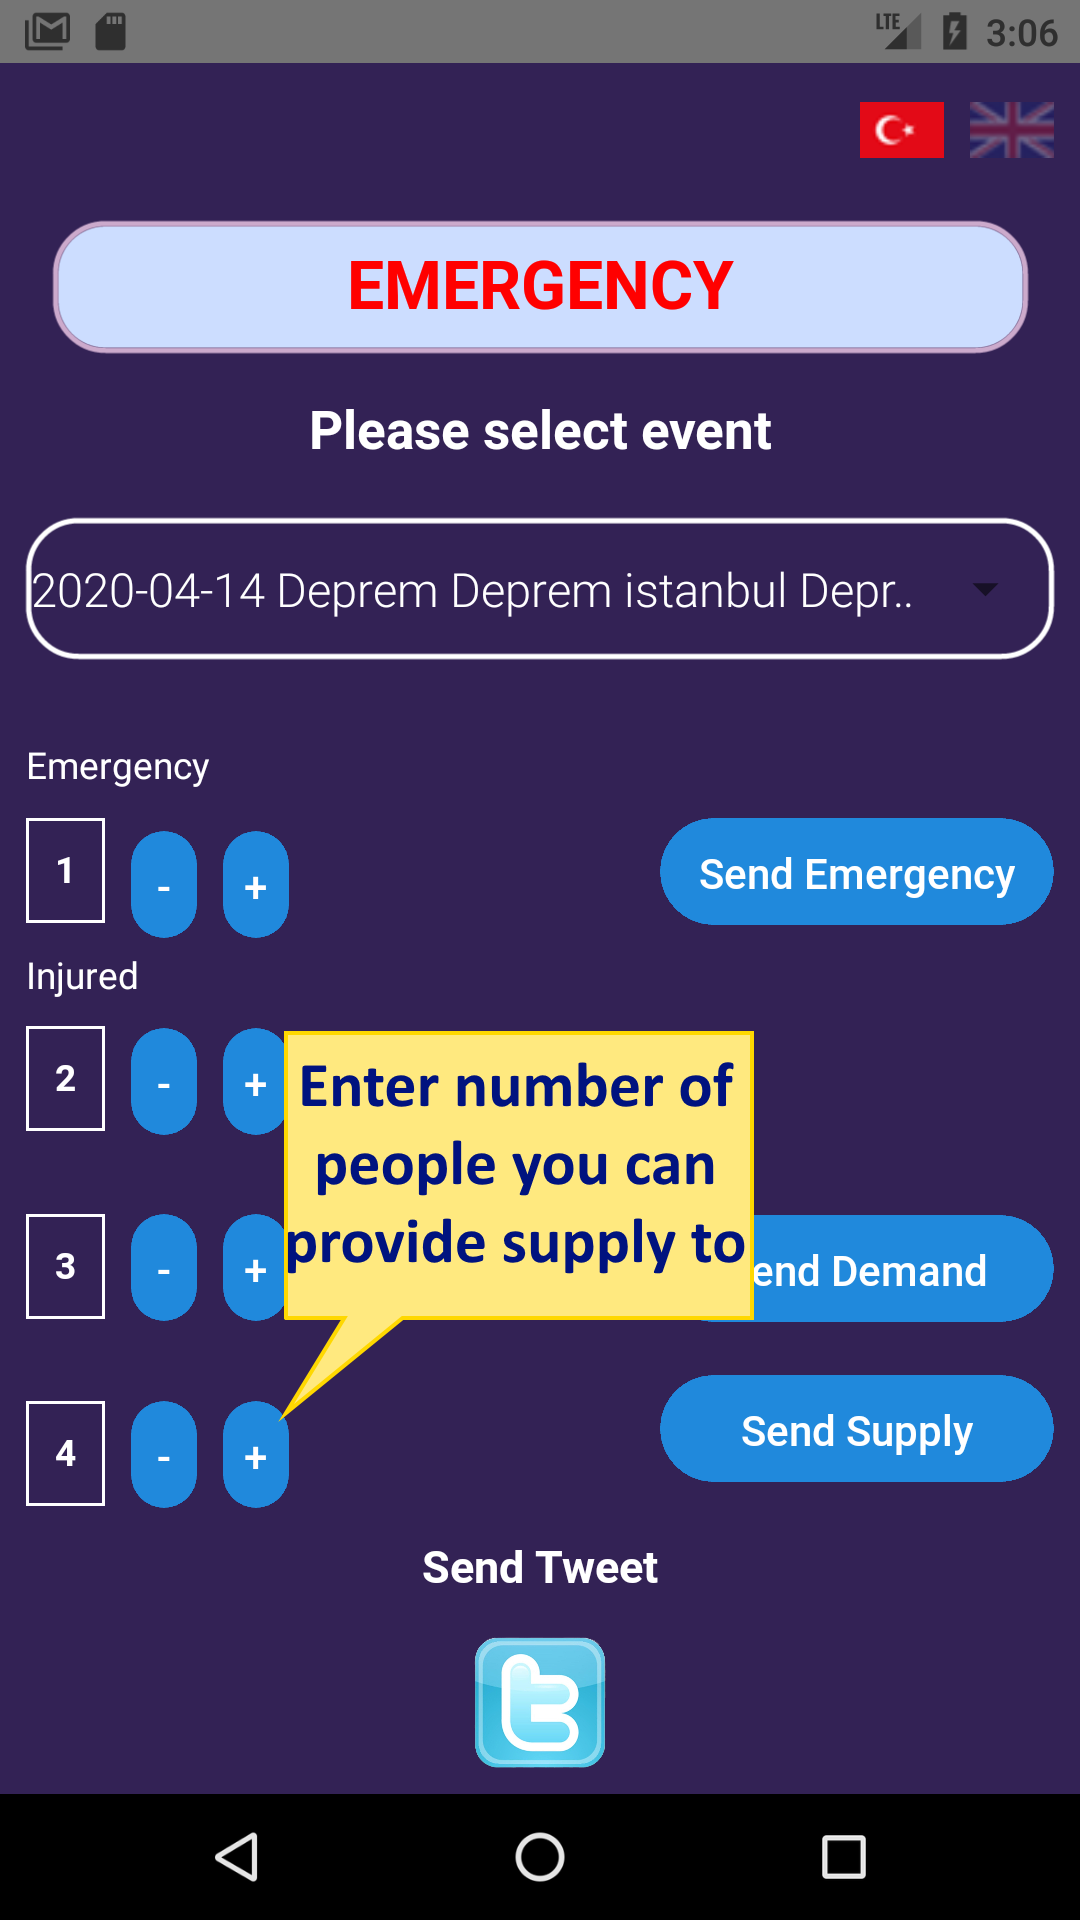 LTE 3:06
EMERGENCY
Please select event
2020-04-14 Deprem Deprem istanbul Depr..
Emergency
1 - + Send Emergency
Injured
2 - +
Enter number of
people you can
provide supply to
3 - + end Demand
4 - + Send Supply
Send Tweet